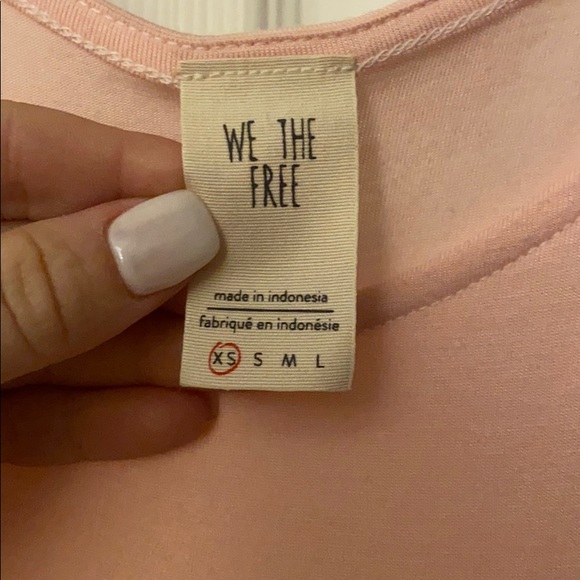 WE THE
FREE
made in indonesia
fabriqué en indonésie
XS S M L